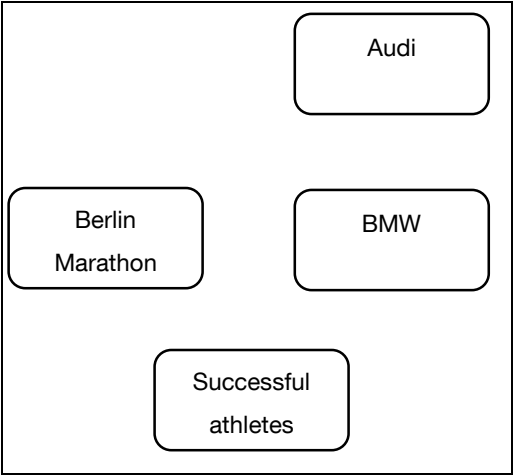 Audi
Berlin
Marathon
BMW
Successful
athletes